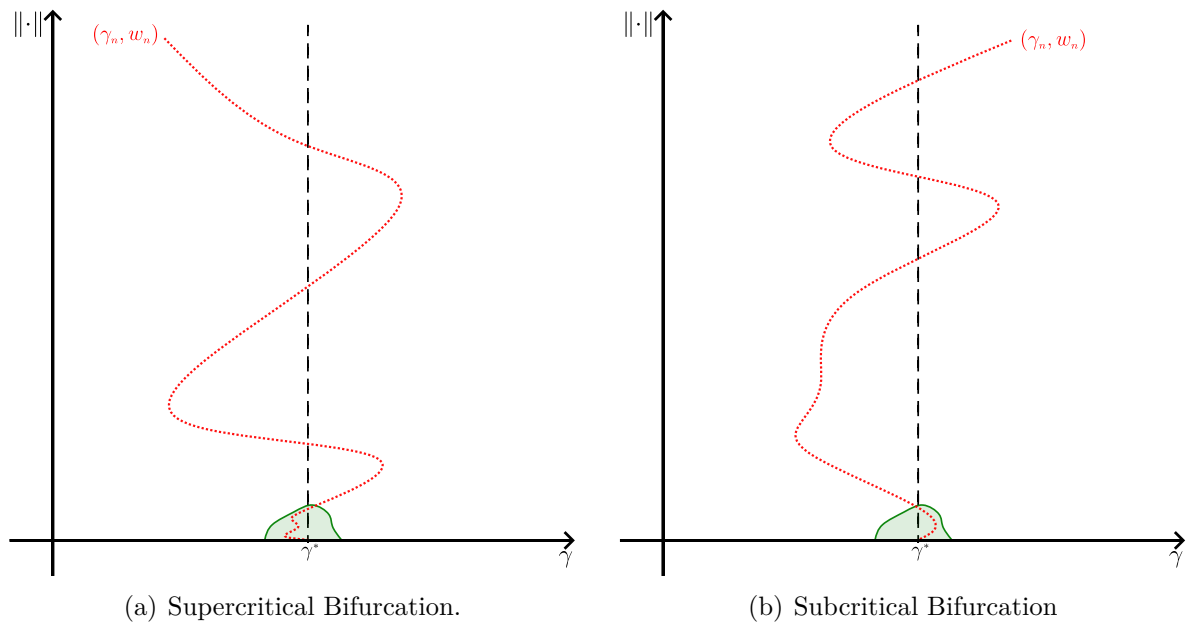 ∥·∥
(γₙ, wₙ)
γ*
γ
(a) Supercritical Bifurcation.
∥·∥
(γₙ, wₙ)
γ*
γ
(b) Subcritical Bifurcation